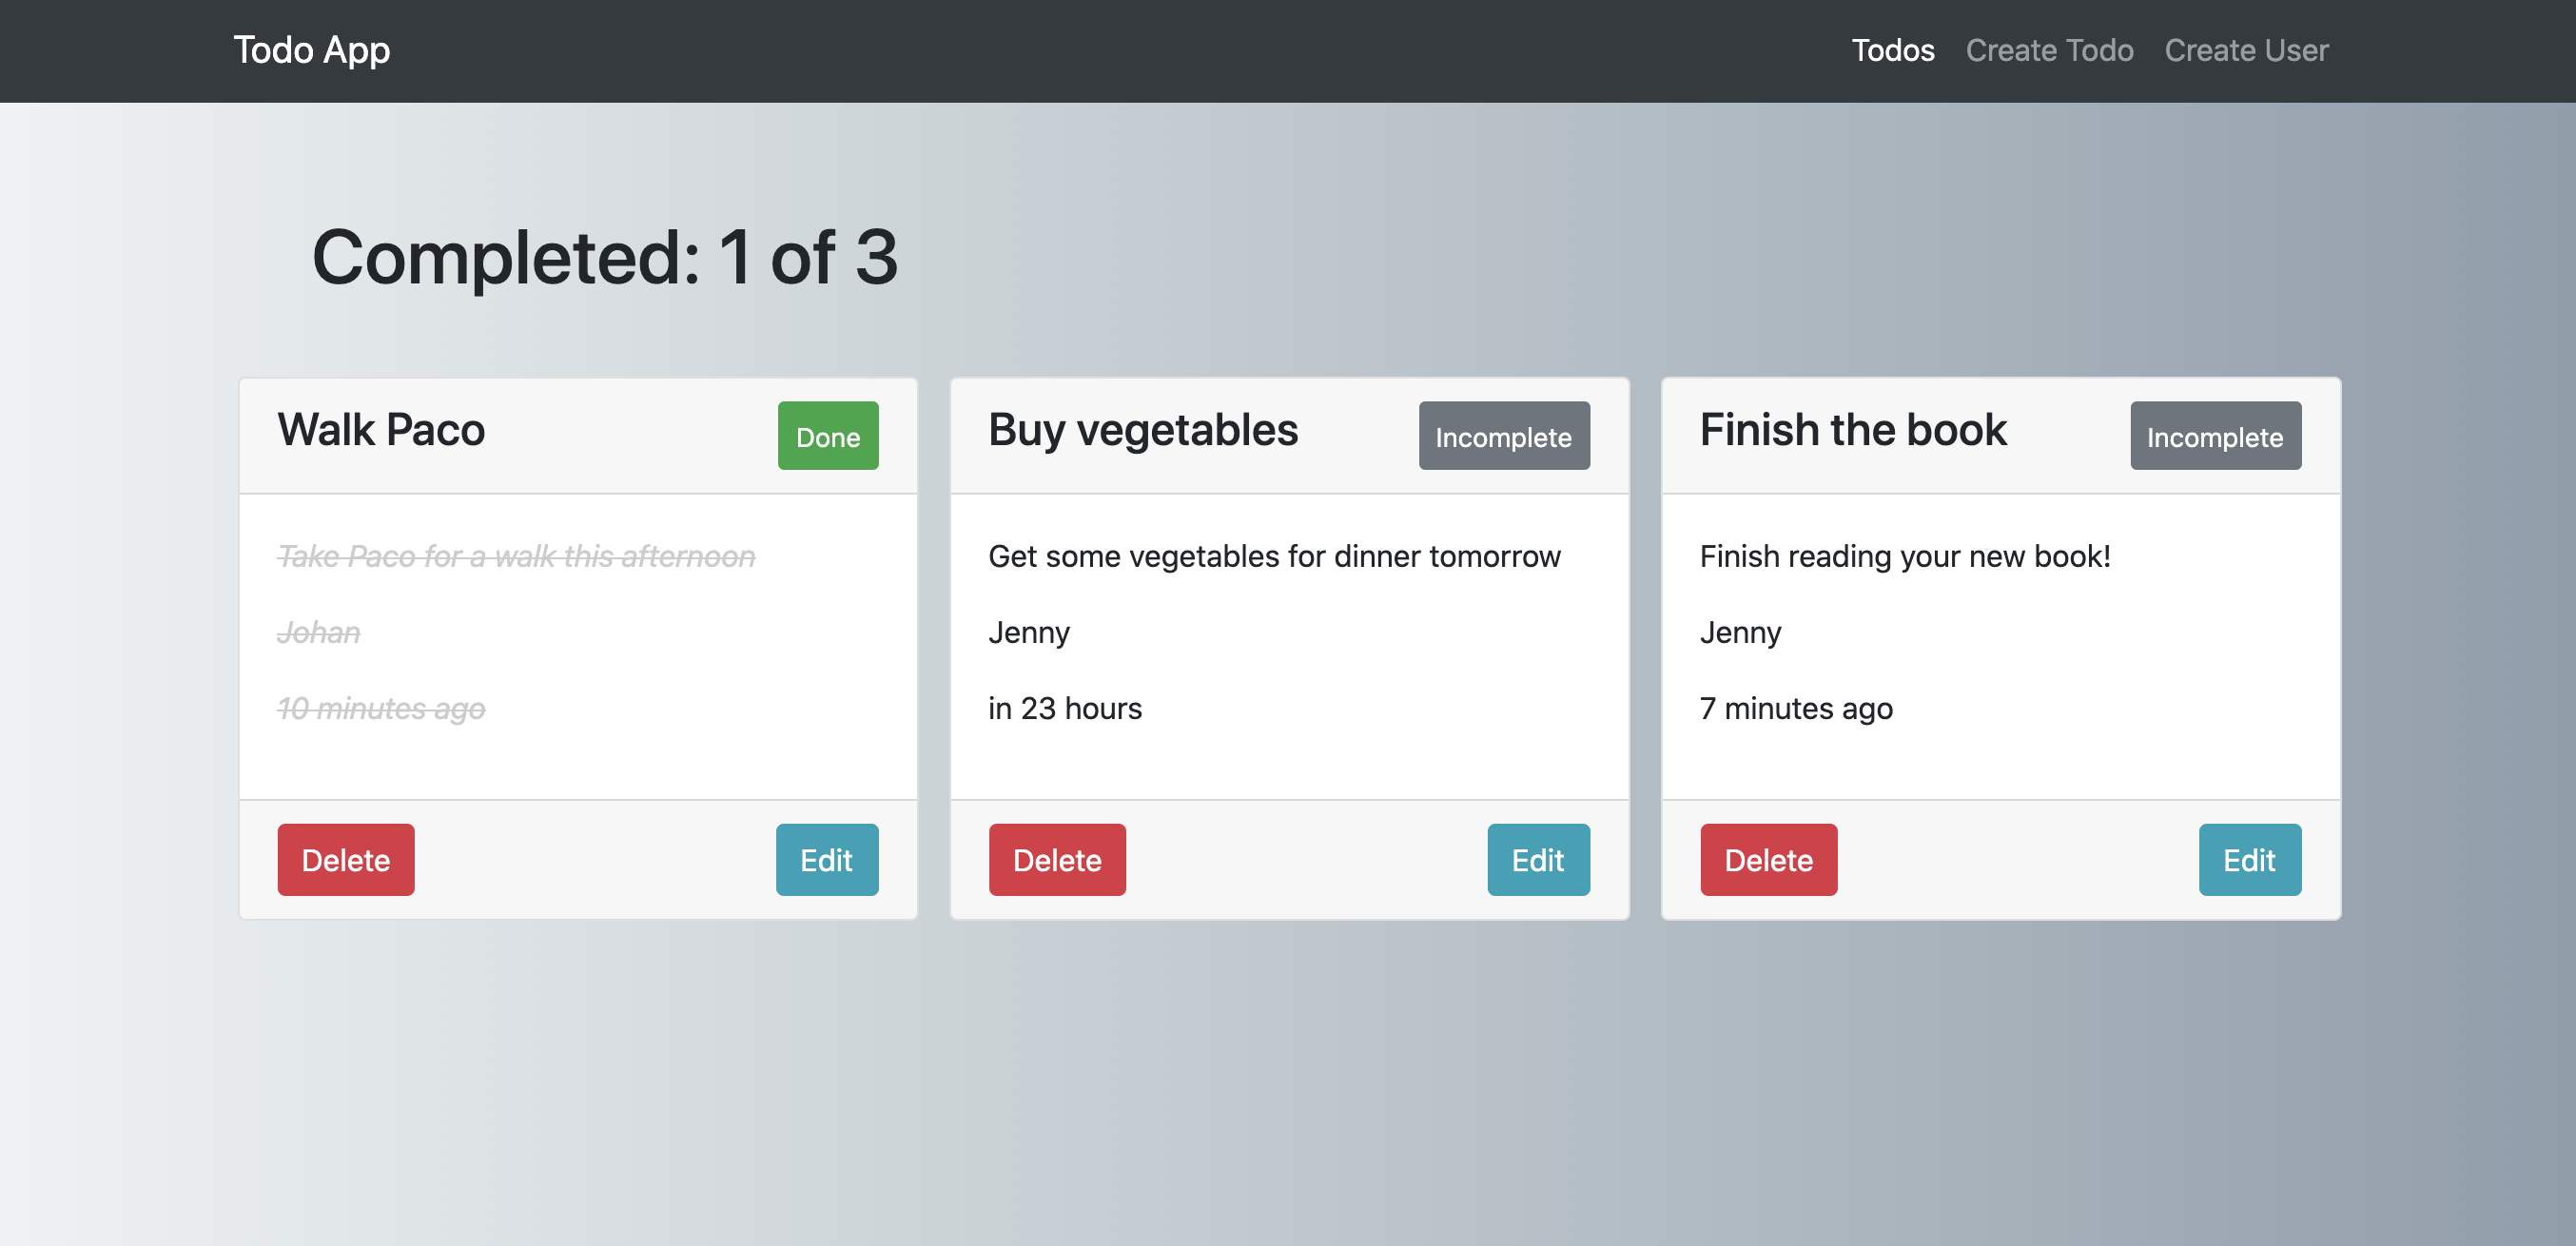 Todo App
Todos Create Todo Create User
Completed: 1 of 3
Walk Paco
Done
Take Paco for a walk this afternoon
Johan
10 minutes ago
Delete
Edit
Buy vegetables
Incomplete
Get some vegetables for dinner tomorrow
Jenny
in 23 hours
Delete
Edit
Finish the book
Incomplete
Finish reading your new book!
Jenny
7 minutes ago
Delete
Edit